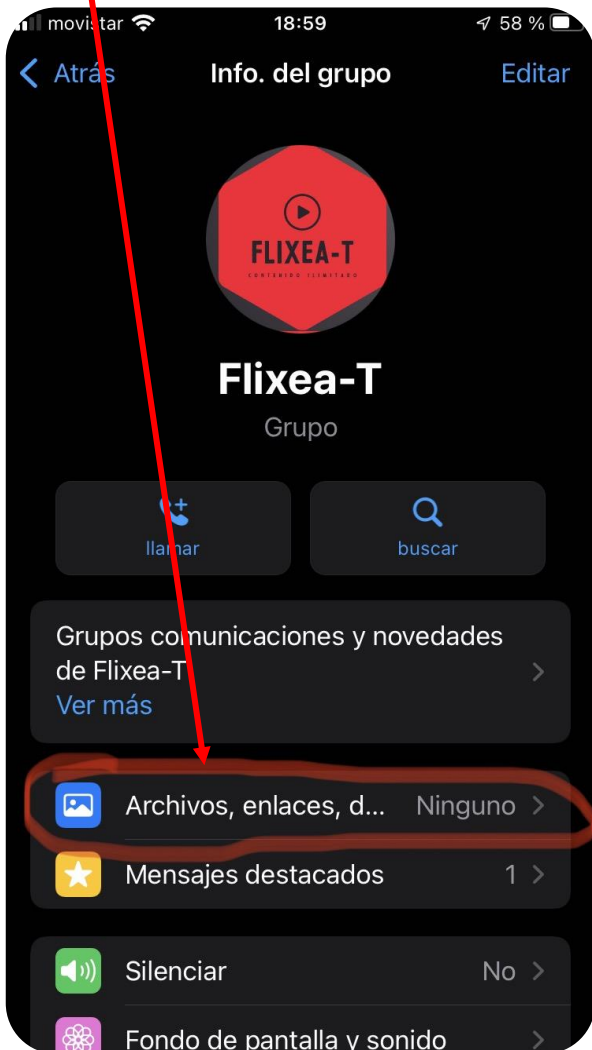 movistar 18:59 58 %
Atrás Info. del grupo Editar
FLIXEA-T
CONTENIDO ILIMITADO
Flixea-T
Grupo
llamar buscar
Grupos comunicaciones y novedades
de Flixea-T
Ver más
Archivos, enlaces, d... Ninguno
Mensajes destacados 1
Silenciar No
Fondo de pantalla y sonido